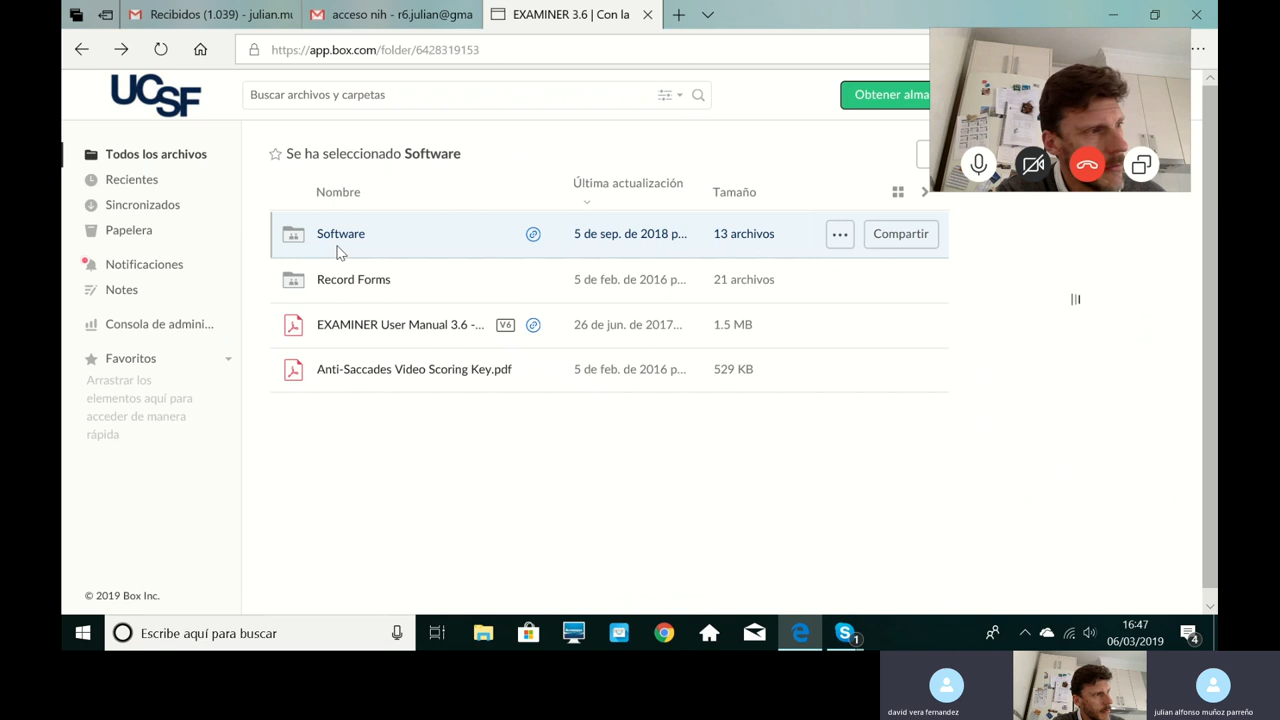 Recibidos (1.039) - julian.mu
acceso nih - r6.julian@gma
EXAMINER 3.6 | Con la
https://app.box.com/folder/6428319153
UCSF
Buscar archivos y carpetas
Obtener alma
Todos los archivos
Recientes
Sincronizados
Papelera
Notificaciones
Notes
Consola de admini...
Favoritos
Arrastrar los
elementos aquí para
acceder de manera
rápida
© 2019 Box Inc.
Se ha seleccionado Software
Nombre
Última actualización
Tamaño
Software
5 de sep. de 2018 p...
13 archivos
Compartir
Record Forms
5 de feb. de 2016 p...
21 archivos
EXAMINER User Manual 3.6 -...
V6
26 de jun. de 2017...
1.5 MB
Anti-Saccades Video Scoring Key.pdf
5 de feb. de 2016 p...
529 KB
Escribe aquí para buscar
1
16:47
06/03/2019
4
david vera fernandez
julian alfonso muñoz parreño